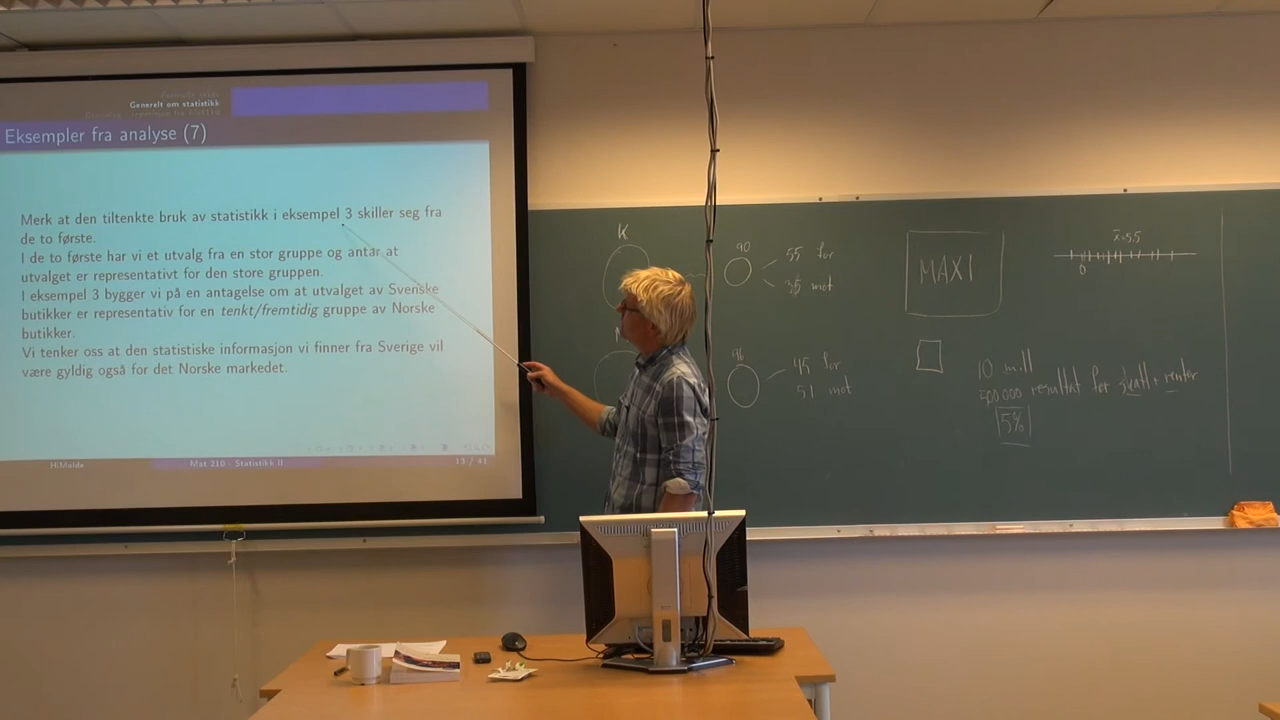 Generelt om statistikk
Eksempler fra analyse (7)
Merk at den tiltenkte bruk av statistikk i eksempel 3 skiller seg fra
de to første.
I de to første har vi et utvalg fra en stor gruppe og antar at
utvalget er representativt for den store gruppen.
I eksempel 3 bygger vi på en antagelse om at utvalget av Svenske
butikker er representativ for en tenkt/fremtidig gruppe av Norske
butikker.
Vi tenker oss at den statistiske informasjon vi finner fra Sverige vil
være gyldig også for det Norske markedet.
HiMolde
Mat 210 - Statistikk II
13 / 41
K
90
55 for
35 mot
96
45 for
51 mot
MAXI
x̄=5,5
0
10 mill
500 000 resultat før skatt + renter
5%